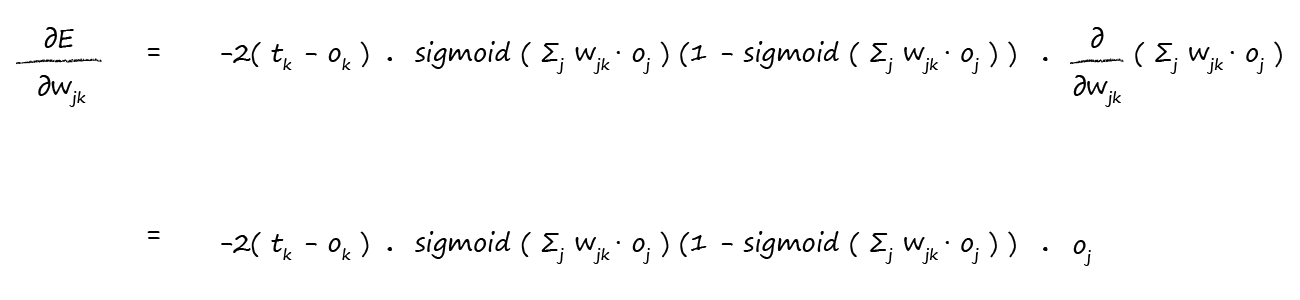 ∂E/∂w_jk = -2( t_k - o_k ) . sigmoid ( Σ_j w_jk · o_j ) (1 - sigmoid ( Σ_j w_jk · o_j ) ) . ∂/∂w_jk ( Σ_j w_jk · o_j )
= -2( t_k - o_k ) . sigmoid ( Σ_j w_jk · o_j ) (1 - sigmoid ( Σ_j w_jk · o_j ) ) . o_j